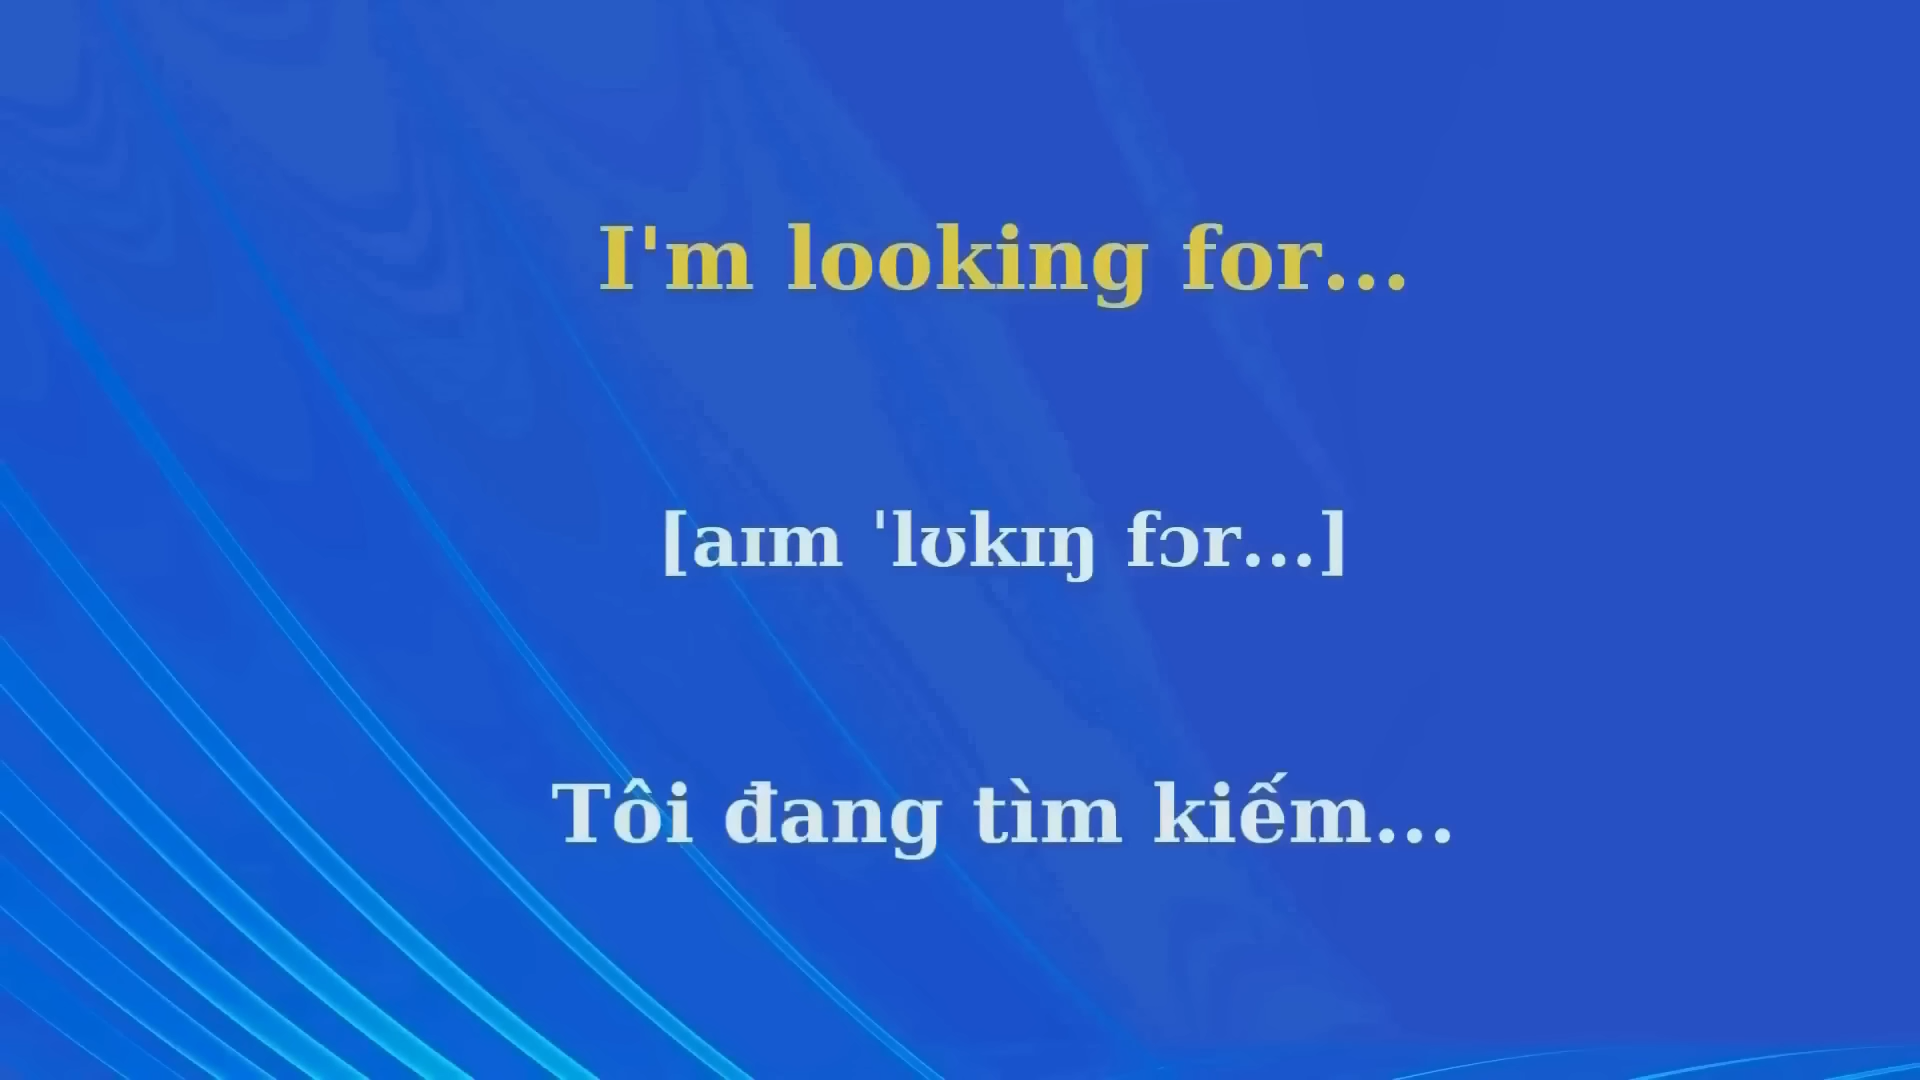 I'm looking for...
[aɪm ˈlʊkɪŋ fɔr...]
Tôi đang tìm kiếm...